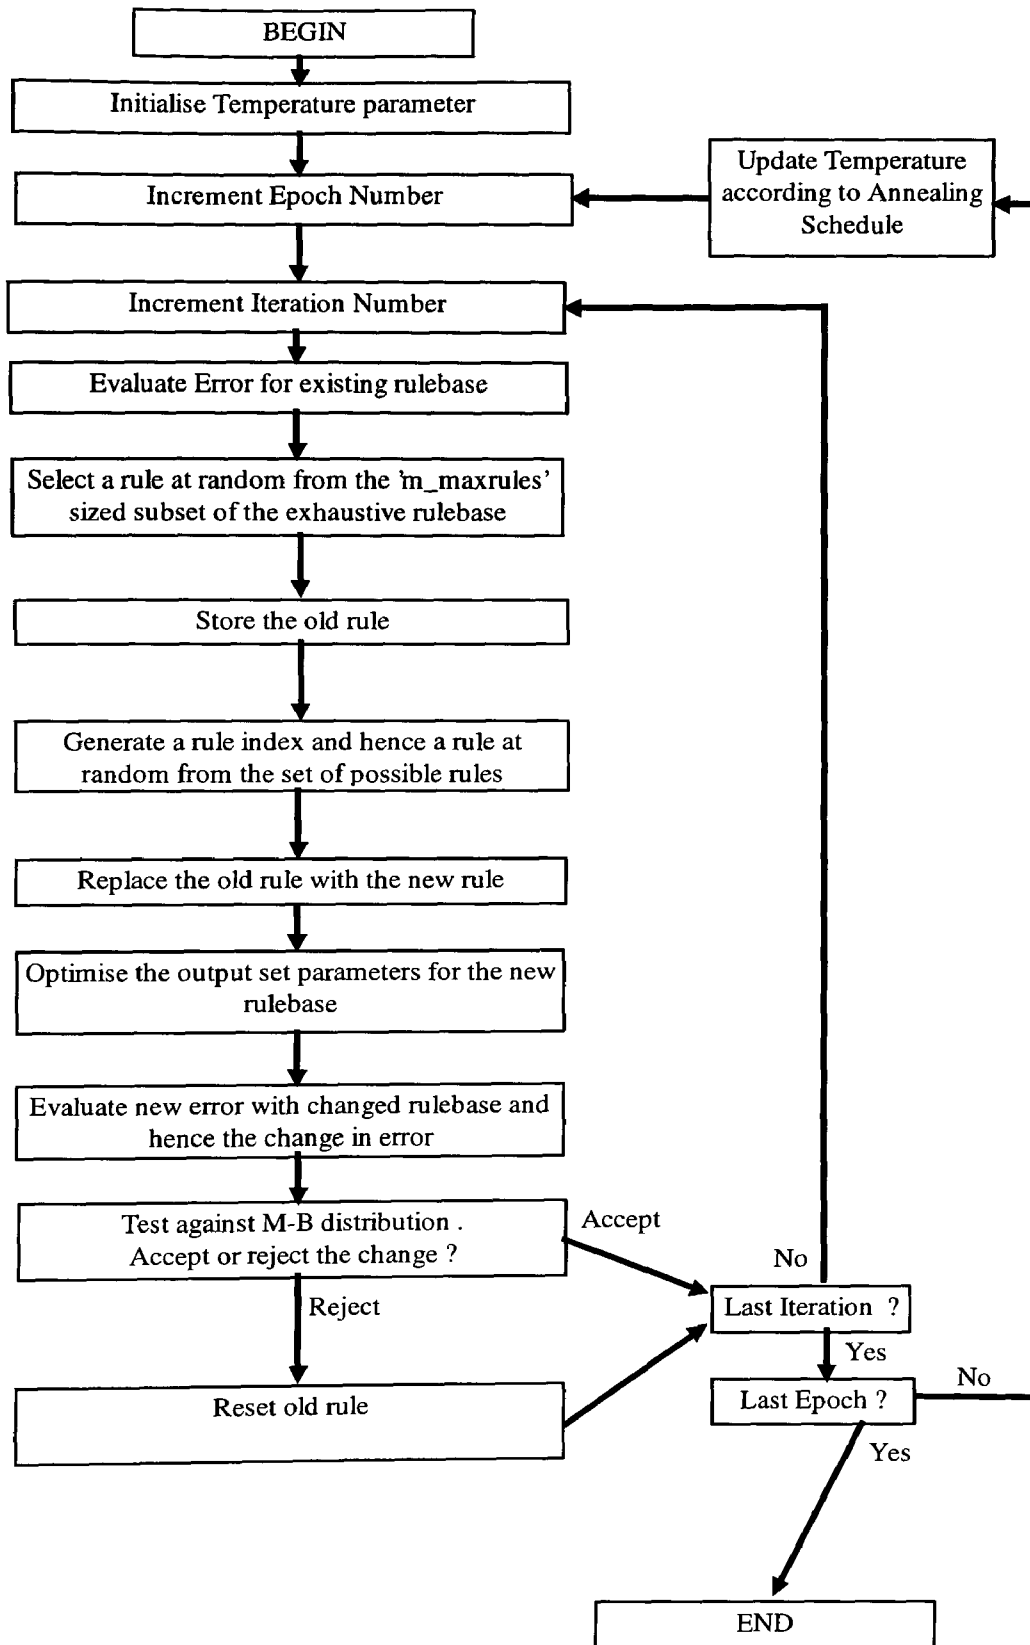 BEGIN
Initialise Temperature parameter
Increment Epoch Number
Update Temperature
according to Annealing
Schedule
Increment Iteration Number
Evaluate Error for existing rulebase
Select a rule at random from the 'm_maxrules'
sized subset of the exhaustive rulebase
Store the old rule
Generate a rule index and hence a rule at
random from the set of possible rules
Replace the old rule with the new rule
Optimise the output set parameters for the new
rulebase
Evaluate new error with changed rulebase and
hence the change in error
Test against M-B distribution .
Accept or reject the change ?
Accept
Reject
Reset old rule
No
Last Iteration ?
Yes
Last Epoch ?
No
Yes
END